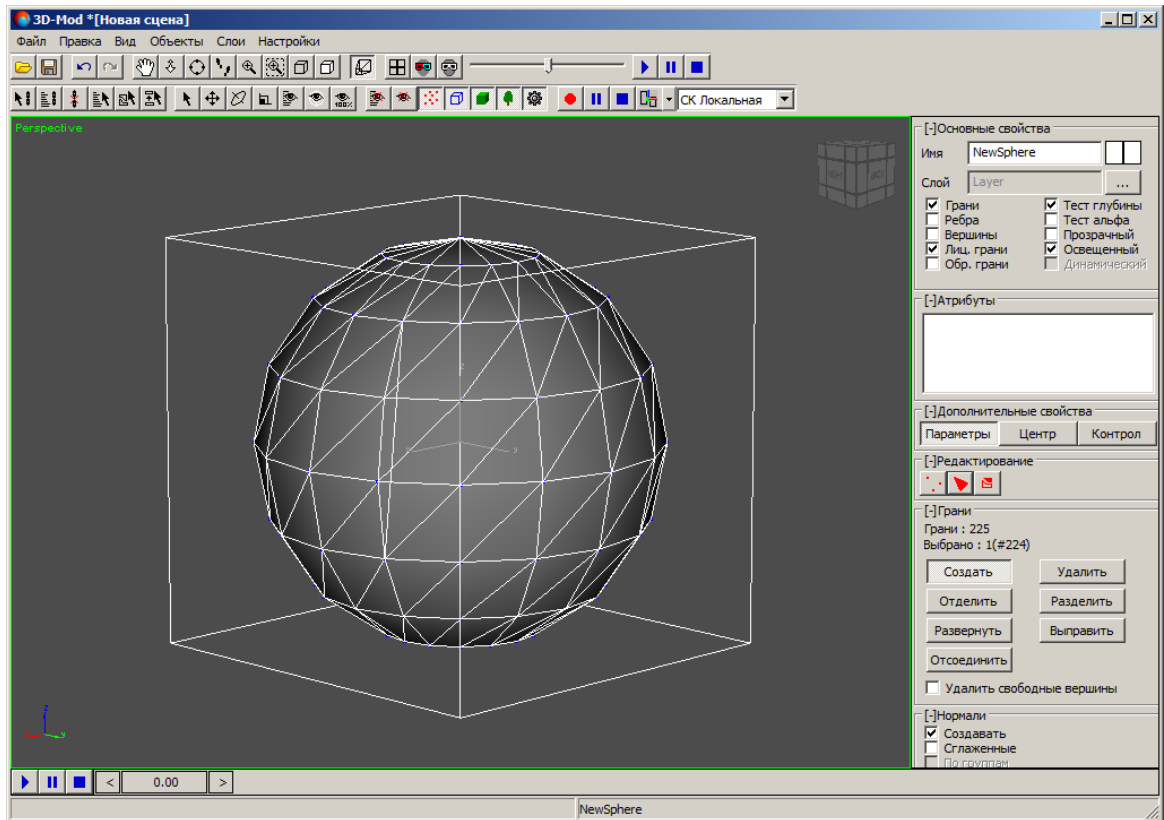 3D-Mod *[Новая сцена]
Файл Правка Вид Объекты Слои Настройки
100%
СК Локальная
Perspective
[-]Основные свойства
Имя NewSphere
Слой Layer ...
Грани Тест глубины
Ребра Тест альфа
Вершины Прозрачный
Лиц. грани Освещенный
Обр. грани Динамический
[-]Атрибуты
[-]Дополнительные свойства
Параметры Центр Контрол
[-]Редактирование
[-]Грани
Грани : 225
Выбрано : 1(#224)
Создать Удалить
Отделить Разделить
Развернуть Выправить
Отсоединить
Удалить свободные вершины
[-]Нормали
Создавать
Сглаженные
По группам
z
z
< 0.00 >
NewSphere